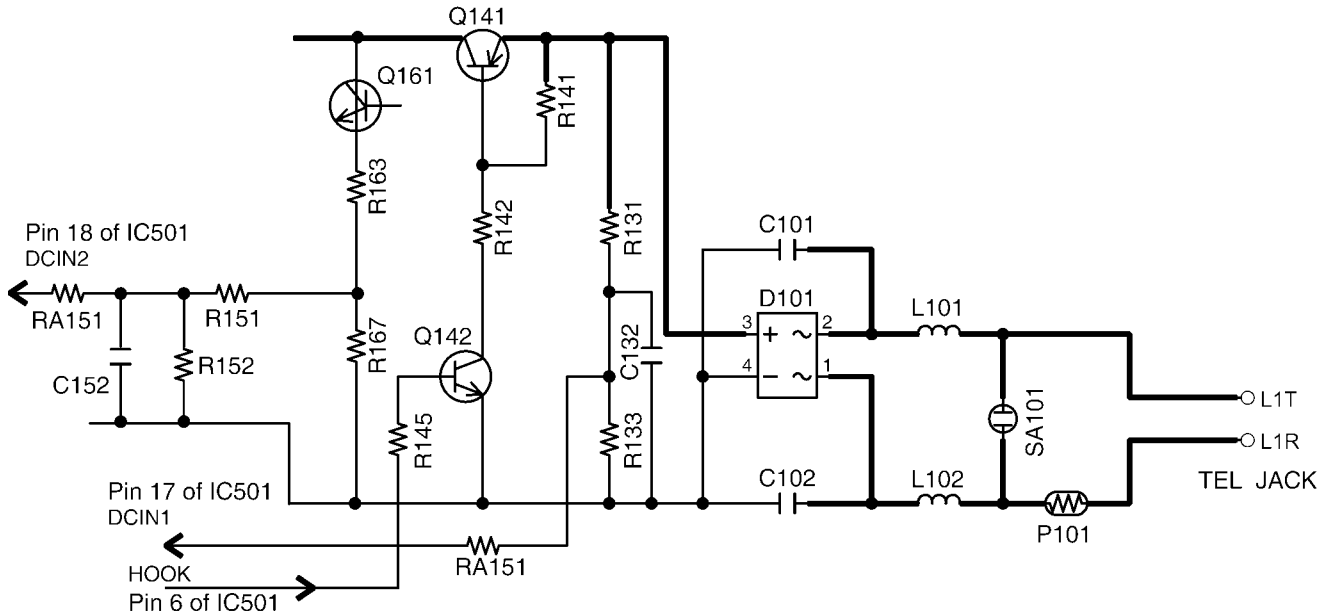 Q141
Q161
R141
R163
R142
R131
C101
Pin 18 of IC501
DCIN2
D101
3
+
~
2
L101
RA151
R151
R167
Q142
C132
4
−
~
1
C152
R152
SA101
L1T
R145
R133
L1R
C102
L102
TEL JACK
Pin 17 of IC501
DCIN1
P101
RA151
HOOK
Pin 6 of IC501